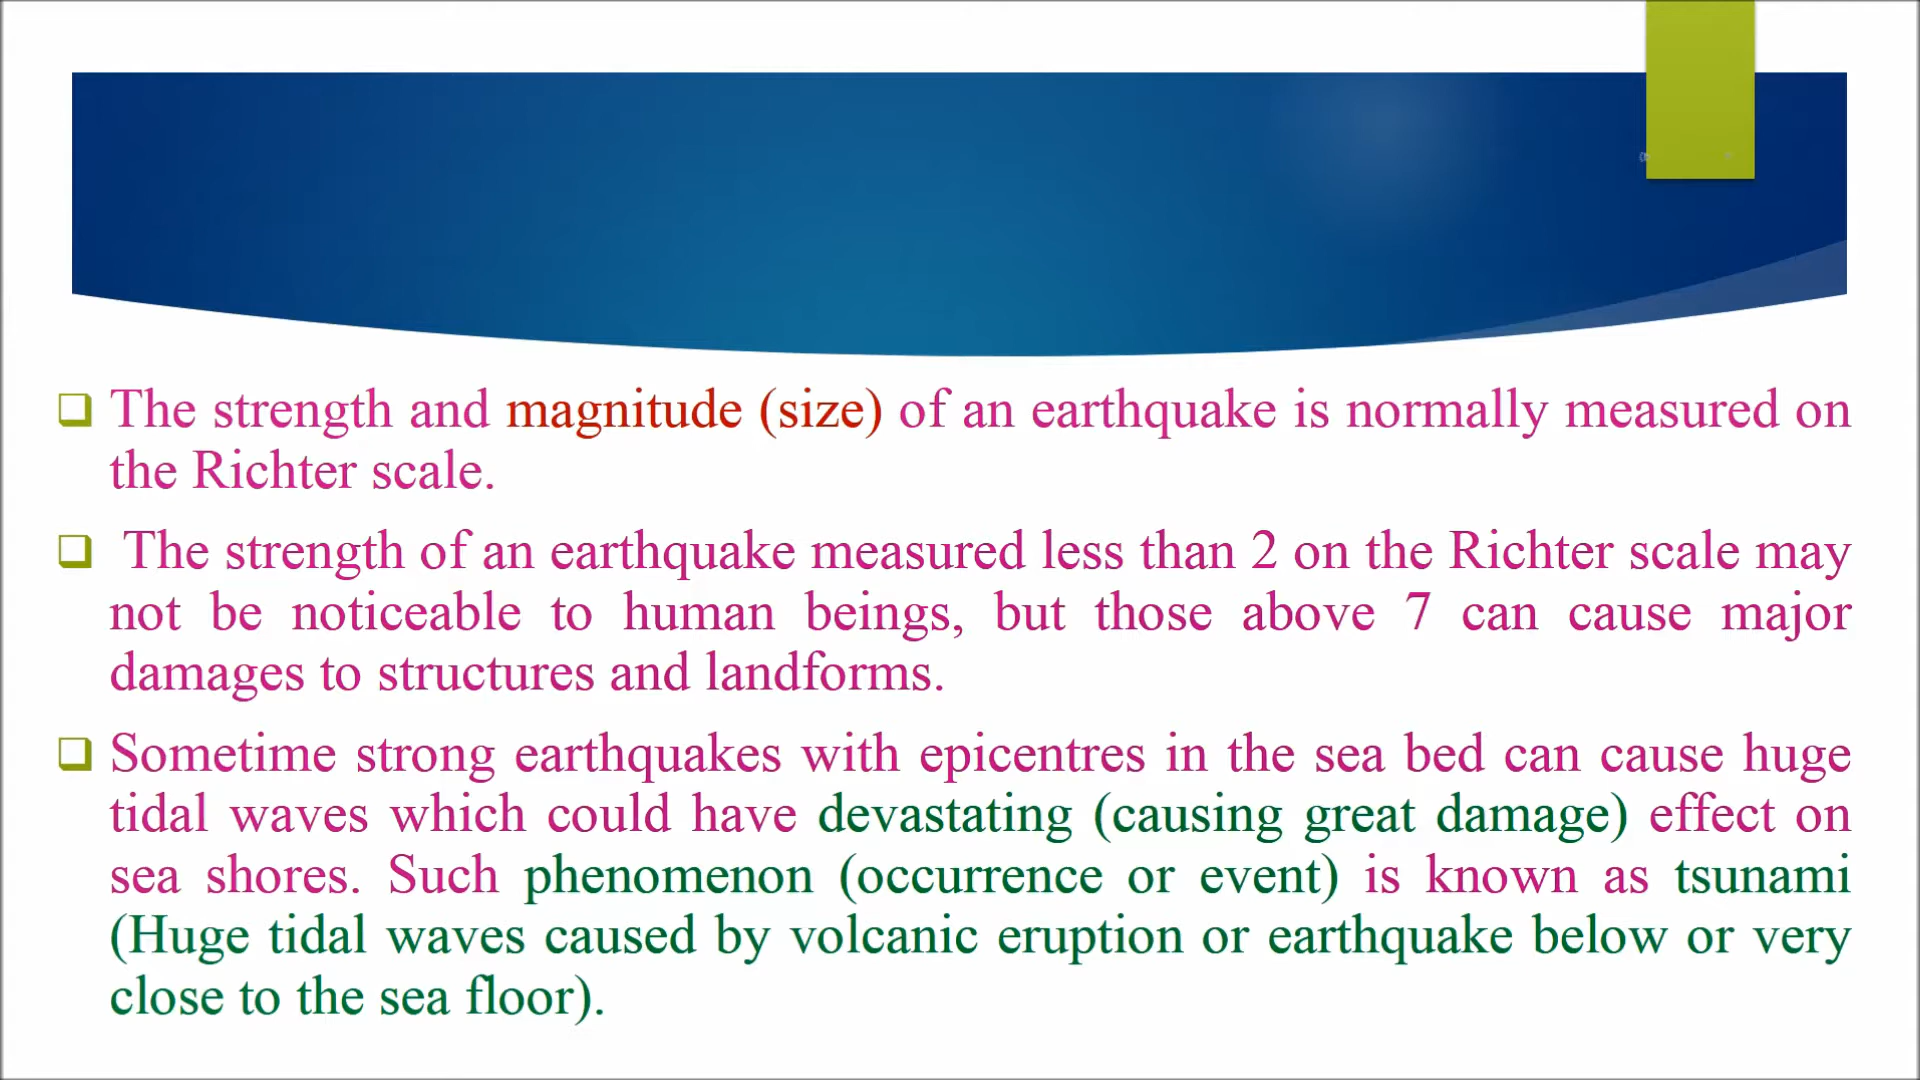 The strength and magnitude (size) of an earthquake is normally measured on
the Richter scale.
The strength of an earthquake measured less than 2 on the Richter scale may
not be noticeable to human beings, but those above 7 can cause major
damages to structures and landforms.
Sometime strong earthquakes with epicentres in the sea bed can cause huge
tidal waves which could have devastating (causing great damage) effect on
sea shores. Such phenomenon (occurrence or event) is known as tsunami
(Huge tidal waves caused by volcanic eruption or earthquake below or very
close to the sea floor).